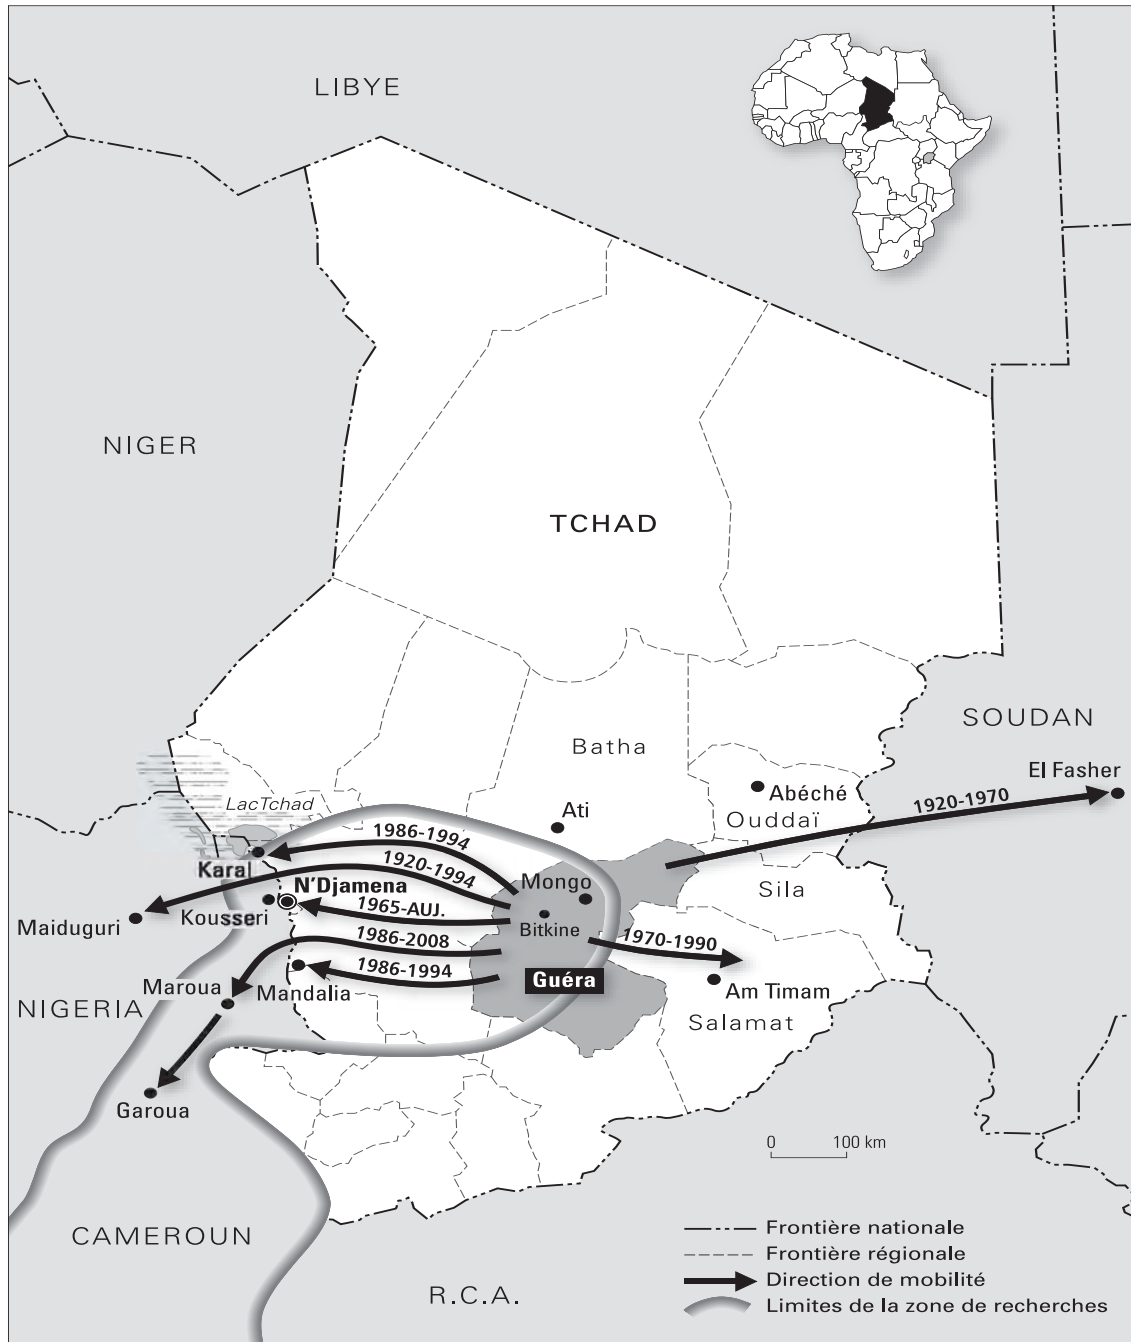 LIBYE
NIGER
TCHAD
SOUDAN
Batha
El Fasher
Abéché
1920-1970
LacTchad
Ati
Ouddaï
1986-1994
Karal
1920-1994
Mongo
Sila
N'Djamena
Maiduguri
Kousseri
1965-AUJ.
Bitkine
1986-2008
1970-1990
1986-1994
Guéra
Maroua
Mandalia
Am Timam
NIGERIA
Salamat
Garoua
0 100 km
CAMEROUN
R.C.A.
Frontière nationale
Frontière régionale
Direction de mobilité
Limites de la zone de recherches